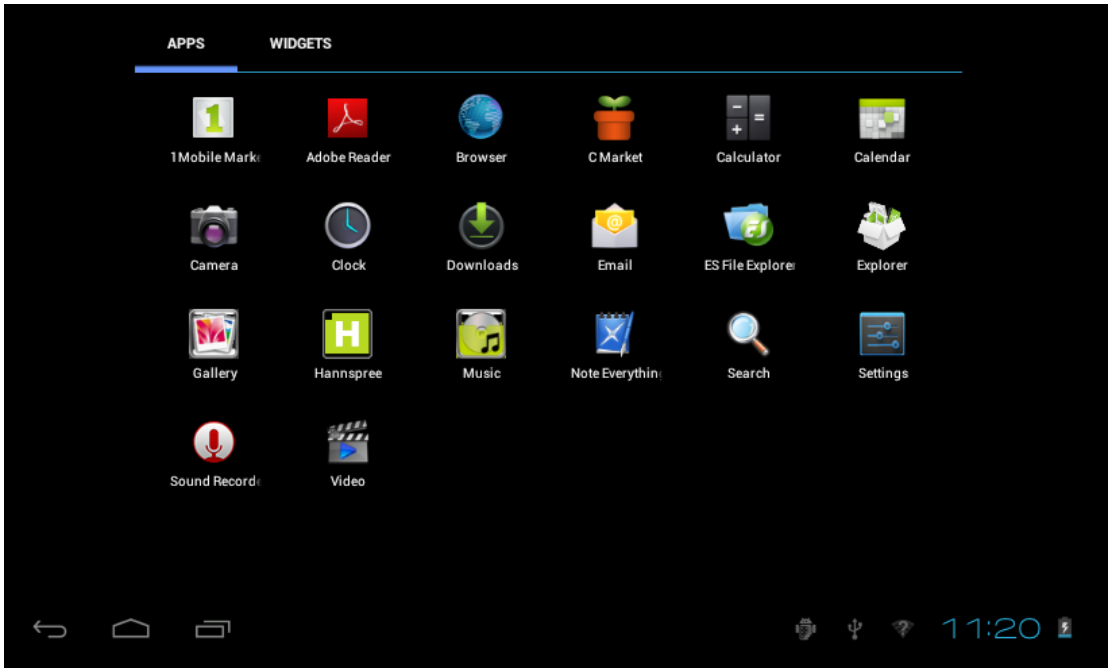 APPS WIDGETS
1Mobile Marke Adobe Reader Browser C Market Calculator Calendar
Camera Clock Downloads Email ES File Explorer Explorer
Gallery Hannspree Music Note Everything Search Settings
Sound Recorde Video
11:20